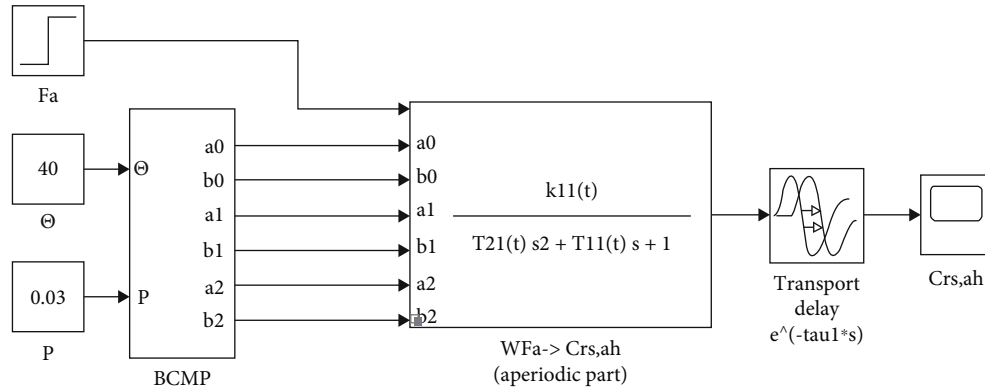 Fa
40
Θ
0.03
P
Θ
P
a0
b0
a1
b1
a2
b2
BCMP
a0
b0
a1
b1
a2
b2
k11(t)
T21(t) s2 + T11(t) s + 1
WFa-> Crs,ah
(aperiodic part)
Transport
delay
e^(-tau1*s)
Crs,ah